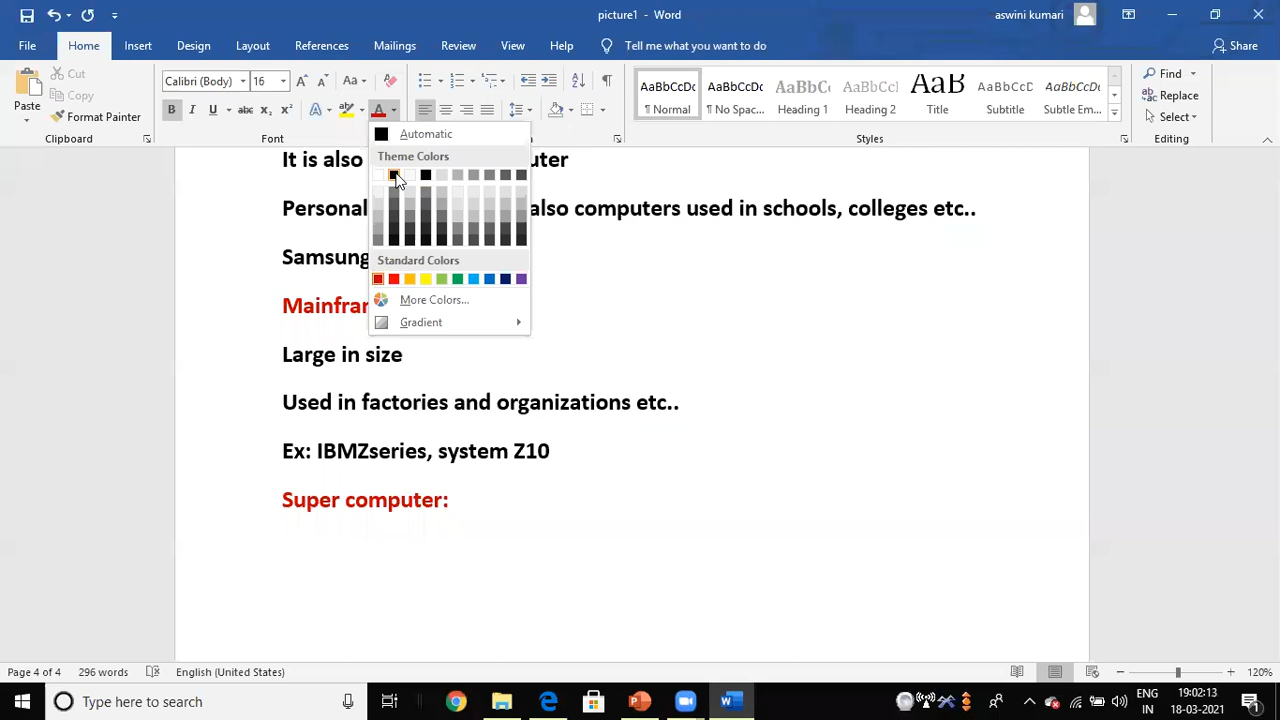 picture1 - Word
aswini kumari
File Home Insert Design Layout References Mailings Review View Help Tell me what you want to do Share
Paste
Cut
Copy
Format Painter
Clipboard
Calibri (Body) 16
Font
AaBbCcDc ¶ Normal
AaBbCcDc ¶ No Spac...
AaBbCc Heading 1
AaBbCcD Heading 2
AaB Title
AaBbCcD Subtitle
AaBbCcDc Subtle Em...
Styles
Find
Replace
Select
Editing
Automatic
Theme Colors
Standard Colors
More Colors...
Gradient
It is also uter
Personal also computers used in schools, colleges etc..
Samsung
Mainfra
Large in size
Used in factories and organizations etc..
Ex: IBMZseries, system Z10
Super computer:
Page 4 of 4 296 words English (United States) 120%
Type here to search
ENG
IN
19:02:13
18-03-2021